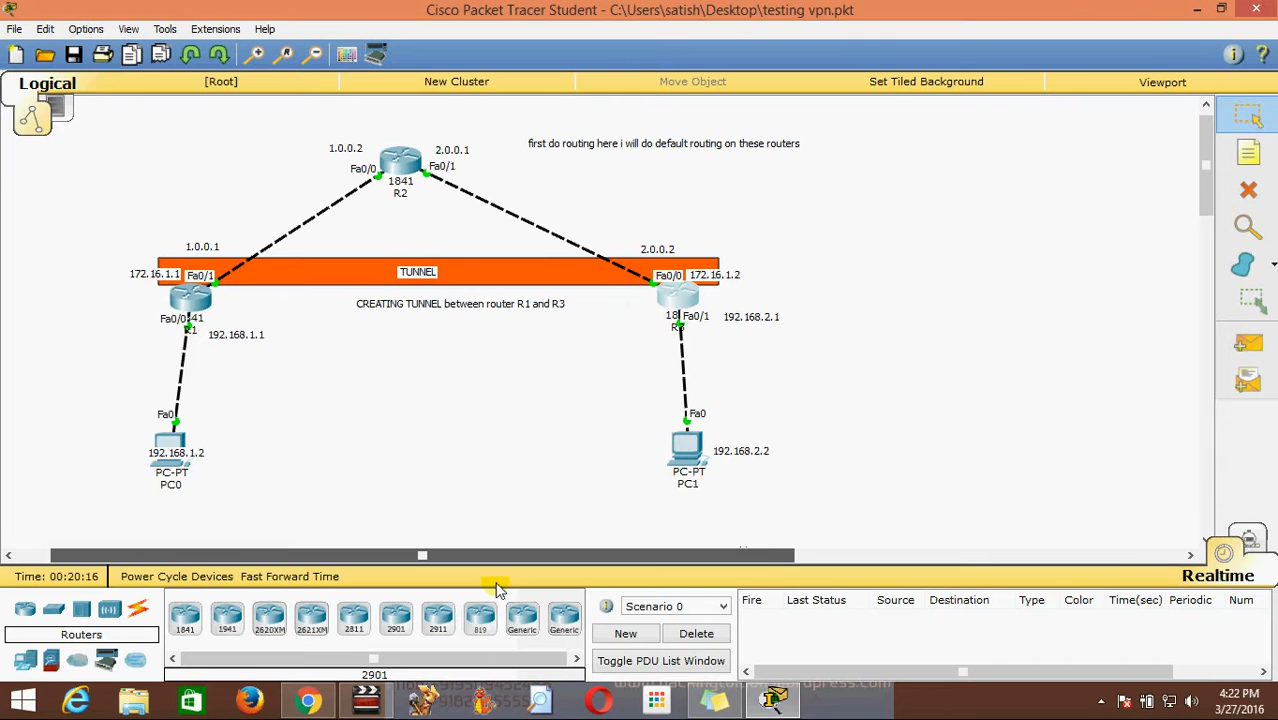 Cisco Packet Tracer Student - C:\Users\satish\Desktop\testing vpn.pkt
File Edit Options View Tools Extensions Help
Logical [Root] New Cluster Move Object Set Tiled Background Viewport
first do routing here i will do default routing on these routers
1.0.0.2 2.0.0.1
Fa0/0 Fa0/1
1841
R2
1.0.0.1 2.0.0.2
172.16.1.1 Fa0/1 TUNNEL Fa0/0 172.16.1.2
CREATING TUNNEL between router R1 and R3
Fa0/0 Fa0/1 192.168.2.1
192.168.1.1
Fa0 Fa0
192.168.1.2 192.168.2.2
PC-PT PC-PT
PC0 PC1
Time: 00:20:16 Power Cycle Devices Fast Forward Time Realtime
Scenario 0 Fire Last Status Source Destination Type Color Time(sec) Periodic Num
1841 1941 2620XM 2621XM 2811 2901 2911 819 Generic Generic
Routers New Delete
Toggle PDU List Window
2901
4:22 PM
3/27/2016